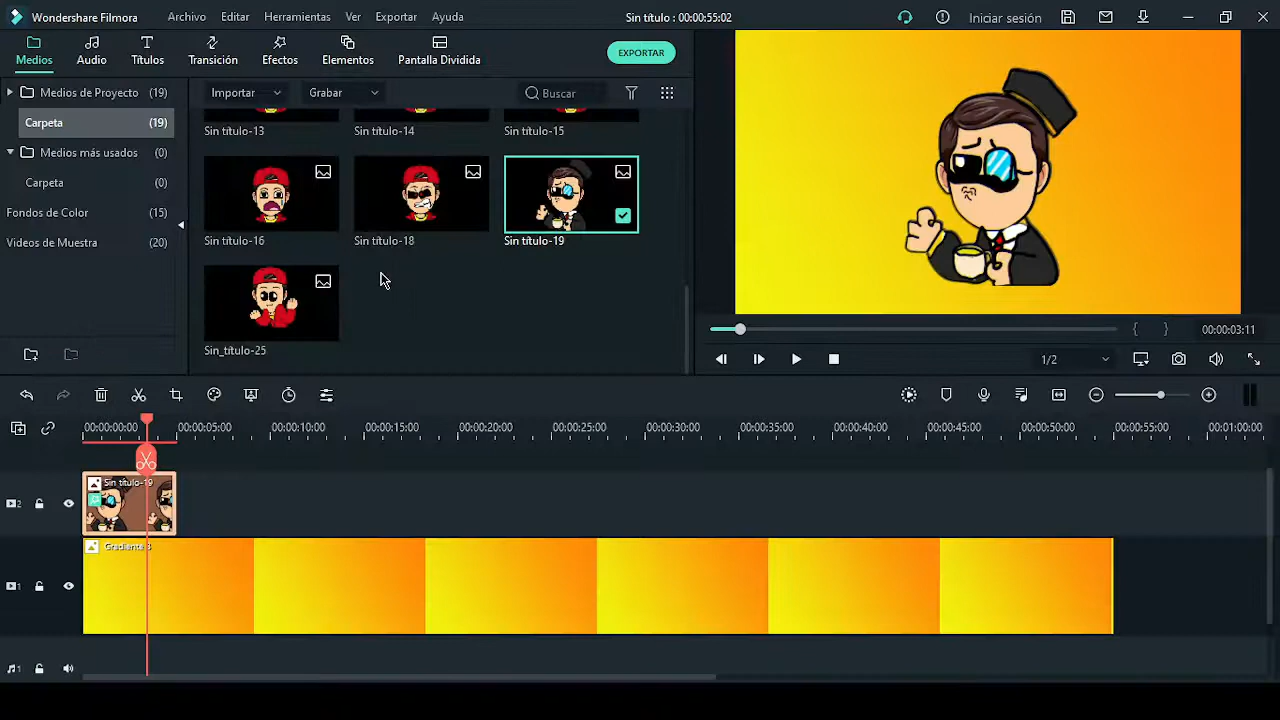 Wondershare Filmora
Archivo
Editar
Herramientas
Ver
Exportar
Ayuda
Sin título : 00:00:55:02
Iniciar sesión
Medios
Audio
Títulos
Transición
Efectos
Elementos
Pantalla Dividida
EXPORTAR
Medios de Proyecto (19)
Carpeta (19)
Medios más usados (0)
Carpeta (0)
Fondos de Color (15)
Videos de Muestra (20)
Importar
Grabar
Buscar
Sin título-13
Sin título-14
Sin título-15
Sin título-16
Sin título-18
Sin título-19
Sin_título-25
{ }
00:00:03:11
1/2
00:00:00:00
00:00:05:00
00:00:10:00
00:00:15:00
00:00:20:00
00:00:25:00
00:00:30:00
00:00:35:00
00:00:40:00
00:00:45:00
00:00:50:00
00:00:55:00
00:01:00:00
2
Sin título-19
1
Gradiente 3
1